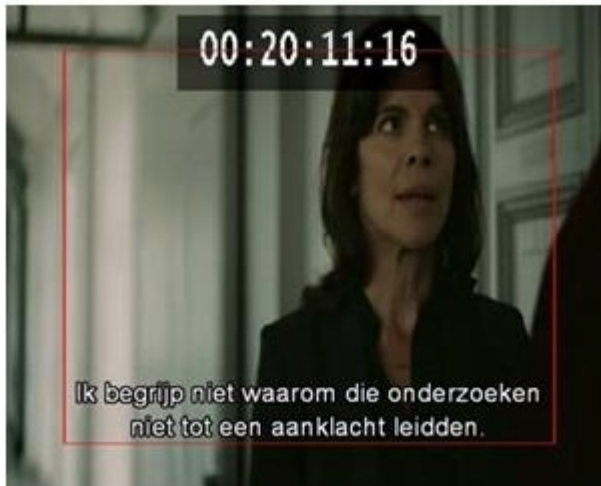 00:20:11:16
Ik begrijp niet waarom die onderzoeken
niet tot een aanklacht leidden.